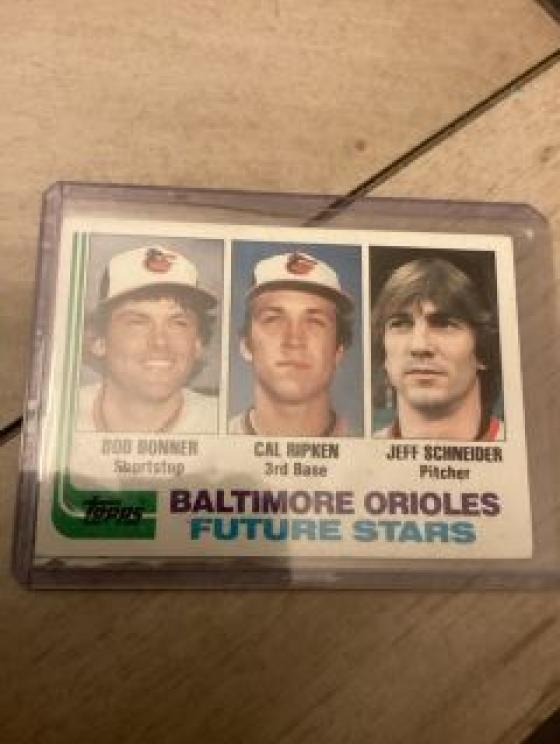 BOB BONNER
Shortstop
CAL RIPKEN
3rd Base
JEFF SCHNEIDER
Pitcher
TOPPS
BALTIMORE ORIOLES
FUTURE STARS